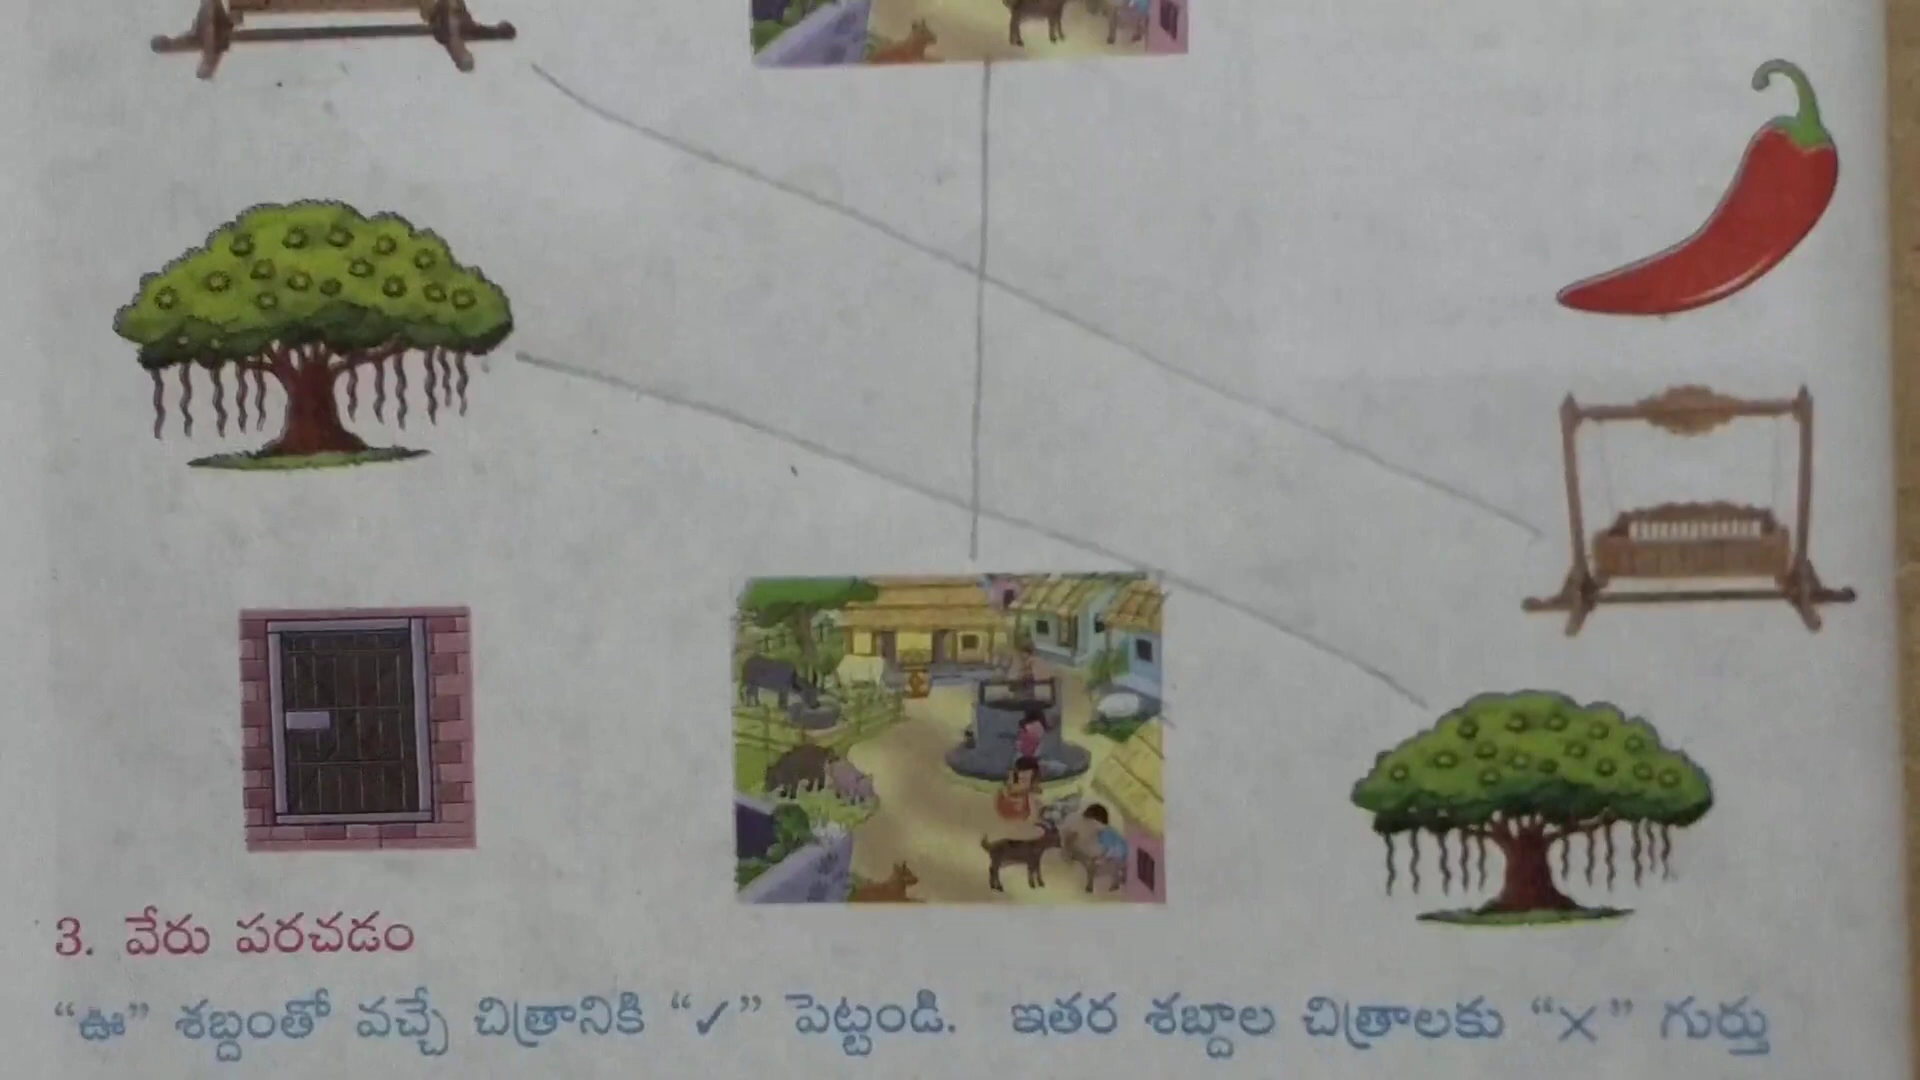 3. వేరు పరచడం
“ఊ” శబ్దంతో వచ్చే చిత్రానికి “✓” పెట్టండి. ఇతర శబ్దాల చిత్రాలకు “×” గుర్తు